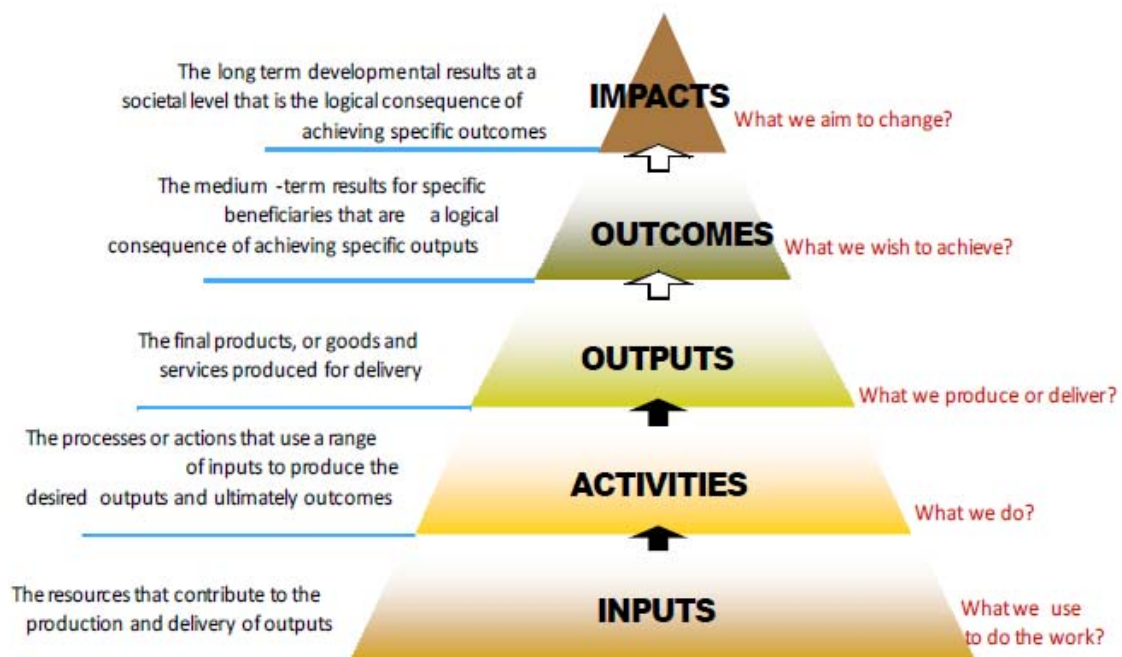 The long term developmental results at a
societal level that is the logical consequence of
achieving specific outcomes
IMPACTS
What we aim to change?
The medium -term results for specific
beneficiaries that are a logical
consequence of achieving specific outputs
OUTCOMES
What we wish to achieve?
The final products, or goods and
services produced for delivery
OUTPUTS
What we produce or deliver?
The processes or actions that use a range
of inputs to produce the
desired outputs and ultimately outcomes
ACTIVITIES
What we do?
The resources that contribute to the
production and delivery of outputs
INPUTS
What we use
to do the work?